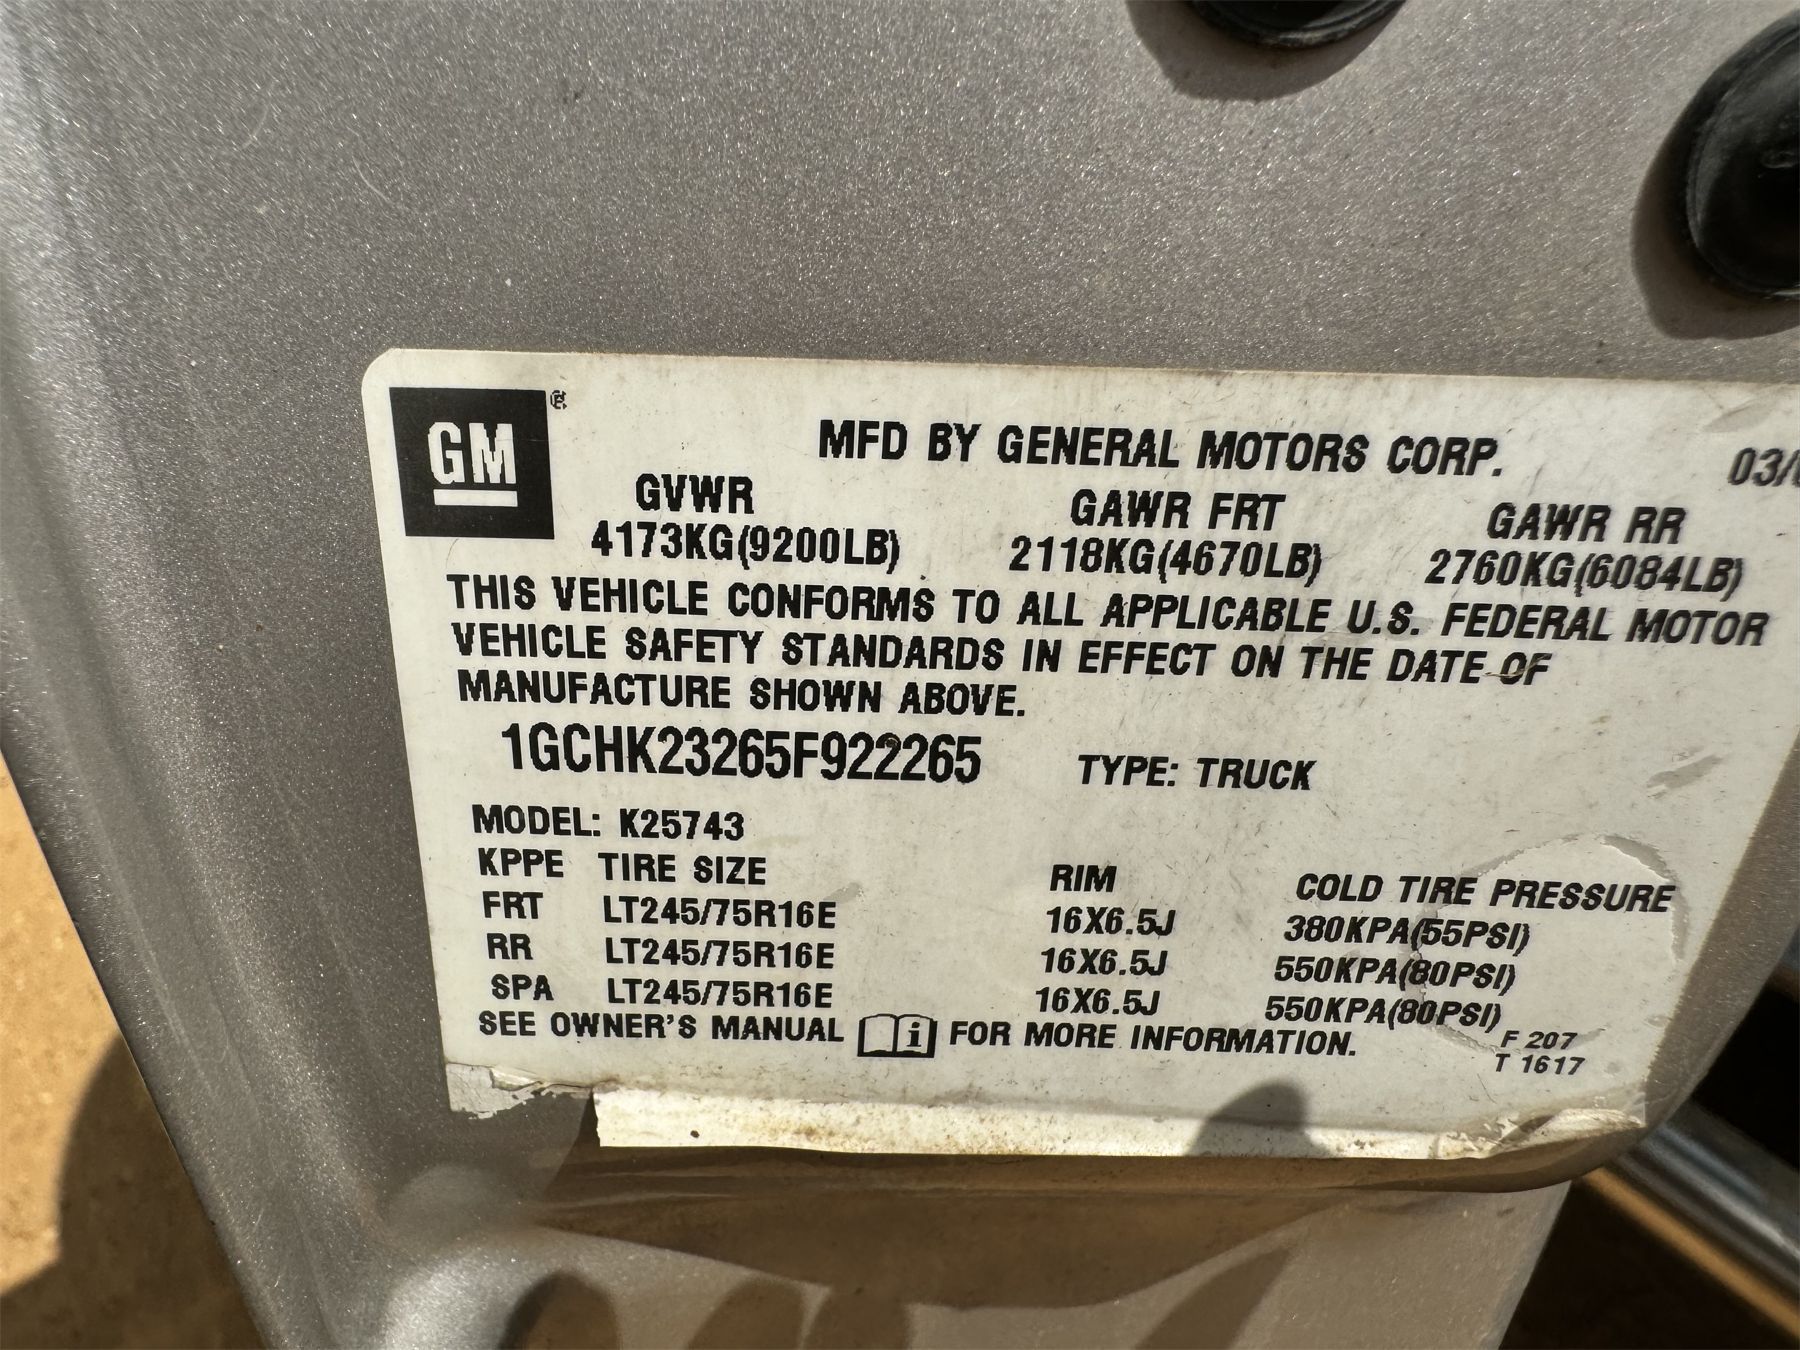 GM
MFD BY GENERAL MOTORS CORP.
03/
GVWR GAWR FRT GAWR RR
4173KG(9200LB) 2118KG(4670LB) 2760KG(6084LB)
THIS VEHICLE CONFORMS TO ALL APPLICABLE U.S. FEDERAL MOTOR
VEHICLE SAFETY STANDARDS IN EFFECT ON THE DATE OF
MANUFACTURE SHOWN ABOVE.
1GCHK23265F922265 TYPE: TRUCK
MODEL: K25743
KPPE TIRE SIZE RIM COLD TIRE PRESSURE
FRT LT245/75R16E 16X6.5J 380KPA(55PSI)
RR LT245/75R16E 16X6.5J 550KPA(80PSI)
SPA LT245/75R16E 16X6.5J 550KPA(80PSI)
SEE OWNER'S MANUAL i FOR MORE INFORMATION.
F 207
T 1617